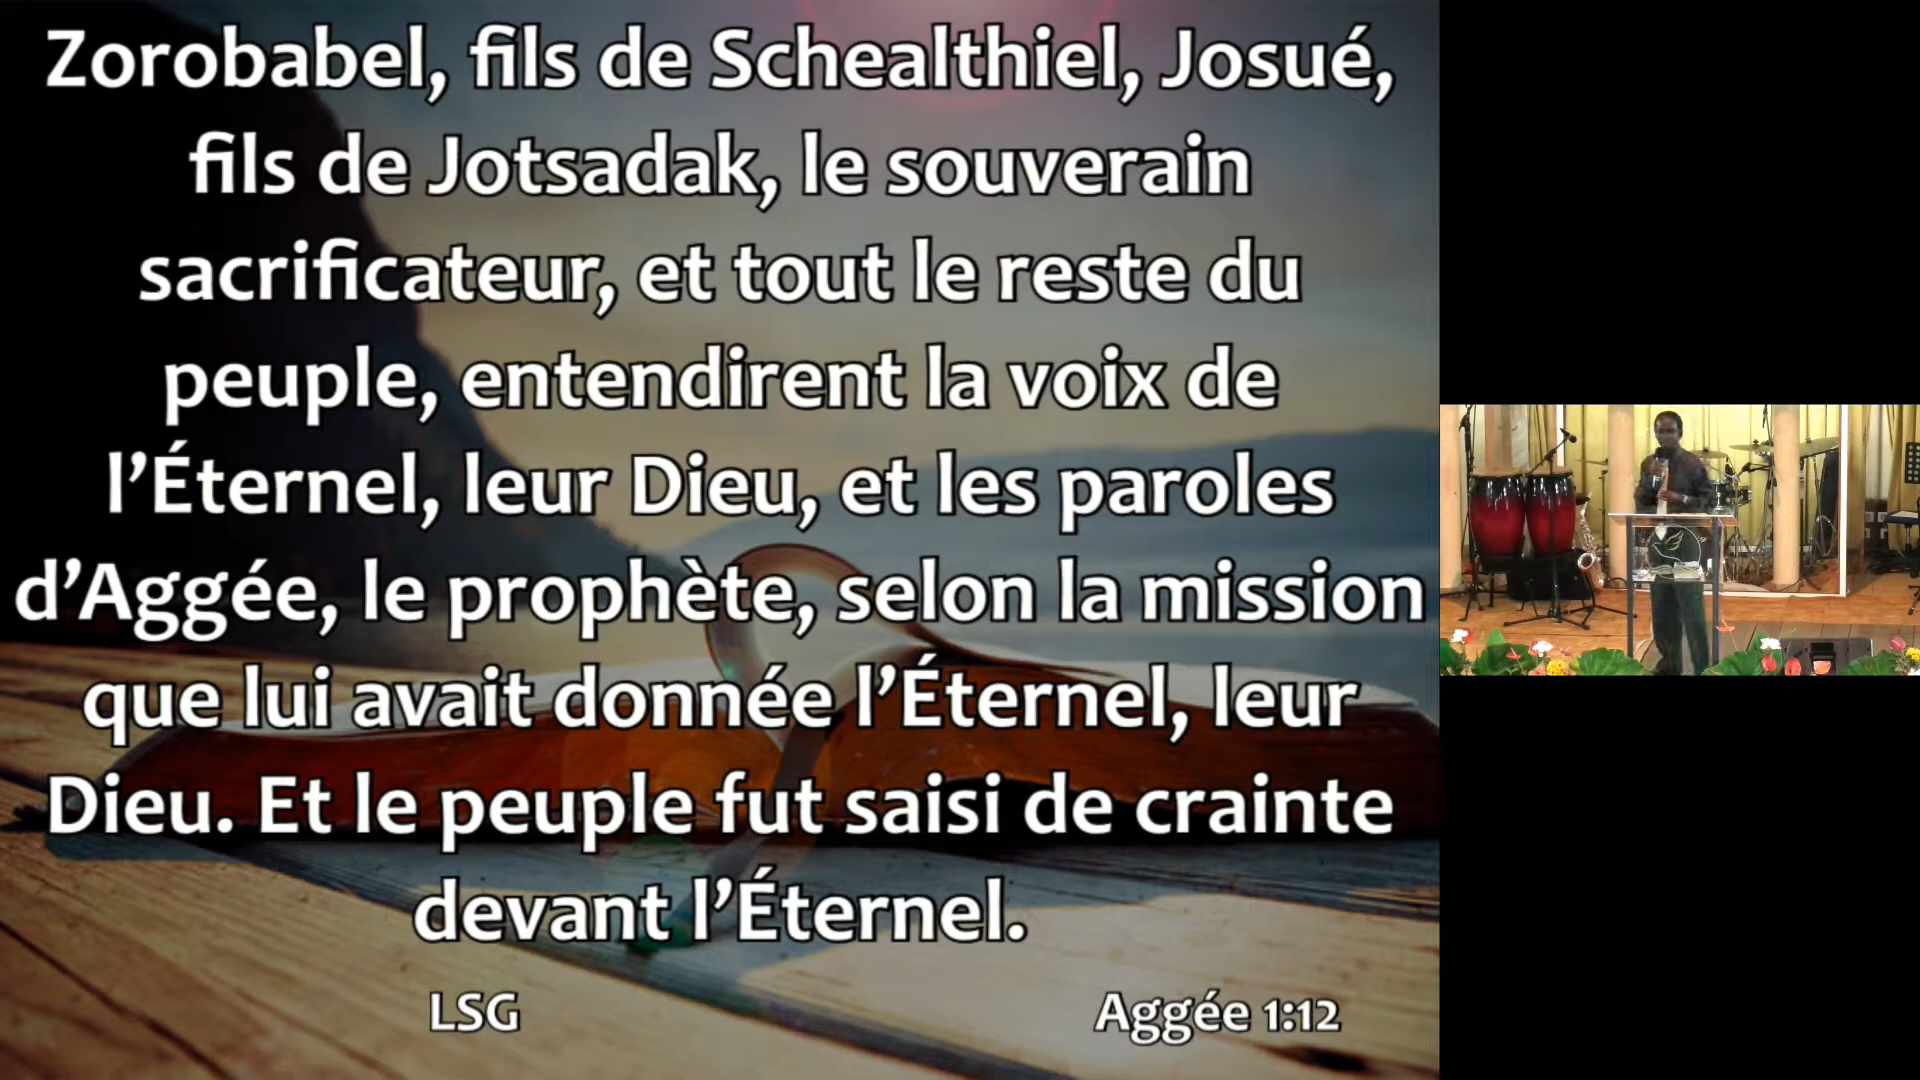 Zorobabel, fils de Schealthiel, Josué,
fils de Jotsadak, le souverain
sacrificateur, et tout le reste du
peuple, entendirent la voix de
l’Éternel, leur Dieu, et les paroles
d’Aggée, le prophète, selon la mission
que lui avait donnée l’Éternel, leur
Dieu. Et le peuple fut saisi de crainte
devant l’Éternel.
LSG
Aggée 1:12